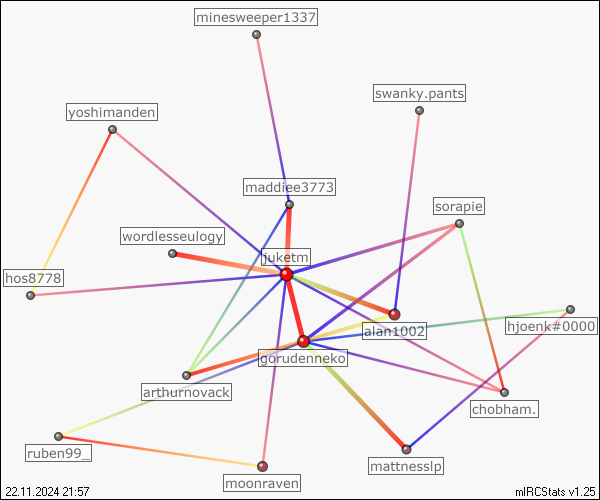 minesweeper1337
swanky.pants
yoshimanden
maddiee3773
sorapie
wordlesseulogy
juketm
hos8778
alan1002
hjoenk#0000
gorudenneko
arthurnovack
chobham.
ruben99_
mattnesslp
moonraven
22.11.2024 21:57
mIRCStats v1.25